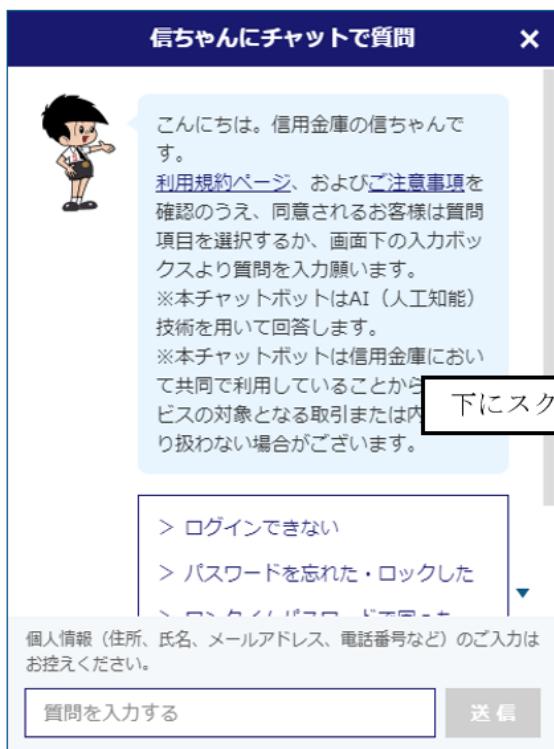 信ちゃんにチャットで質問 ×
こんにちは。信用金庫の信ちゃんで
す。
利用規約ページ、およびご注意事項を
確認のうえ、同意されるお客様は質問
項目を選択するか、画面下の入力ボッ
クスより質問を入力願います。
※本チャットボットはAI（人工知能）
技術を用いて回答します。
※本チャットボットは信用金庫におい
て共同で利用していることから
下にスク
ビスの対象となる取引または内
り扱わない場合がございます。
> ログインできない
> パスワードを忘れた・ロックした
個人情報（住所、氏名、メールアドレス、電話番号など）のご入力は
お控えください。
質問を入力する 送信